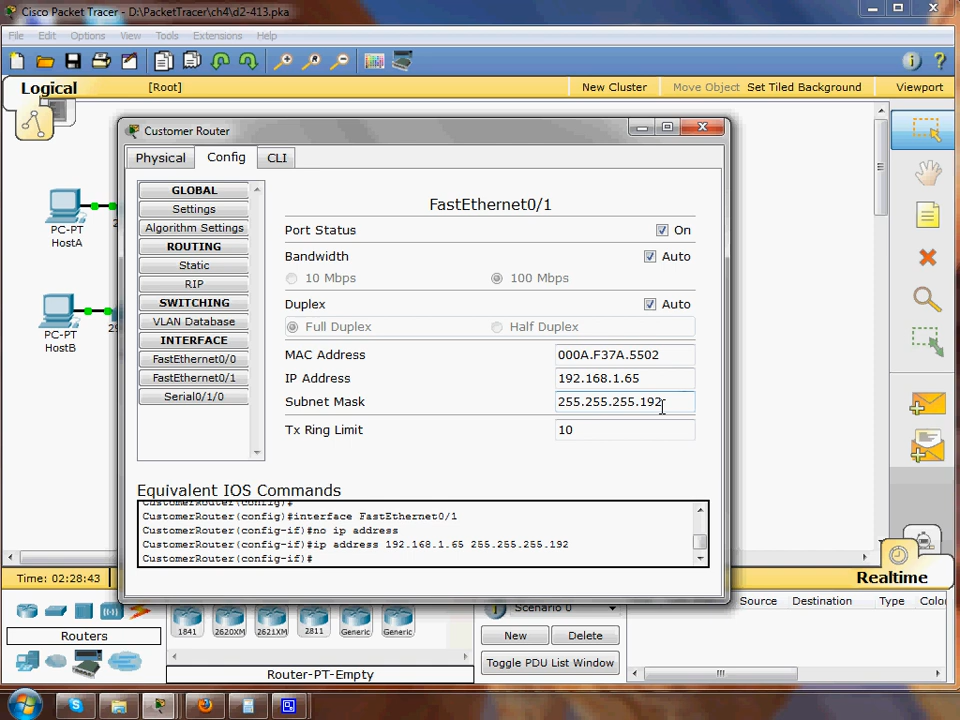 Cisco Packet Tracer - D:\PacketTracer\ch4\d2-413.pka
File Edit Options View Tools Extensions Help
Logical [Root] New Cluster Move Object Set Tiled Background Viewport
Customer Router
Physical Config CLI
GLOBAL
Settings
Algorithm Settings
ROUTING
Static
RIP
SWITCHING
VLAN Database
INTERFACE
FastEthernet0/0
FastEthernet0/1
Serial0/1/0
FastEthernet0/1
Port Status On
Bandwidth Auto
10 Mbps 100 Mbps
Duplex Auto
Full Duplex Half Duplex
MAC Address 000A.F37A.5502
IP Address 192.168.1.65
Subnet Mask 255.255.255.192
Tx Ring Limit 10
Equivalent IOS Commands
CustomerRouter(config)#
CustomerRouter(config)#interface FastEthernet0/1
CustomerRouter(config-if)#no ip address
CustomerRouter(config-if)#ip address 192.168.1.65 255.255.255.192
CustomerRouter(config-if)#
PC-PT
HostA
PC-PT
HostB
Time: 02:28:43 Realtime
Routers
1841 2620XM 2621XM 2811 Generic Generic
Router-PT-Empty
Scenario 0
New Delete
Toggle PDU List Window
Source Destination Type Color